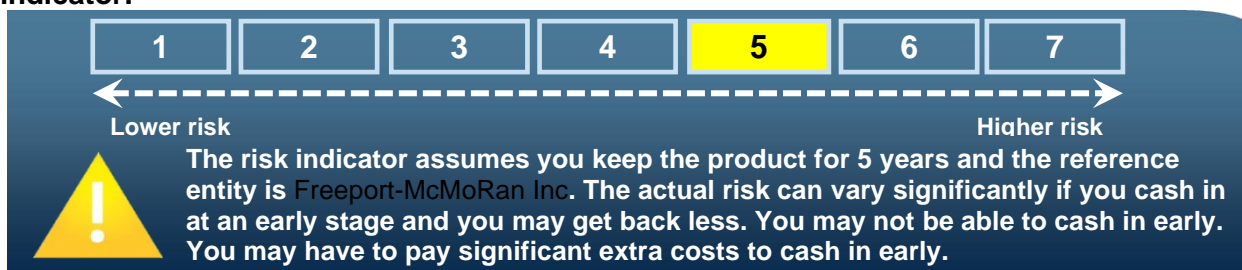 Indicator:
1 2 3 4 5 6 7
Lower risk Higher risk
The risk indicator assumes you keep the product for 5 years and the reference
entity is Freeport-McMoRan Inc. The actual risk can vary significantly if you cash in
at an early stage and you may get back less. You may not be able to cash in early.
You may have to pay significant extra costs to cash in early.